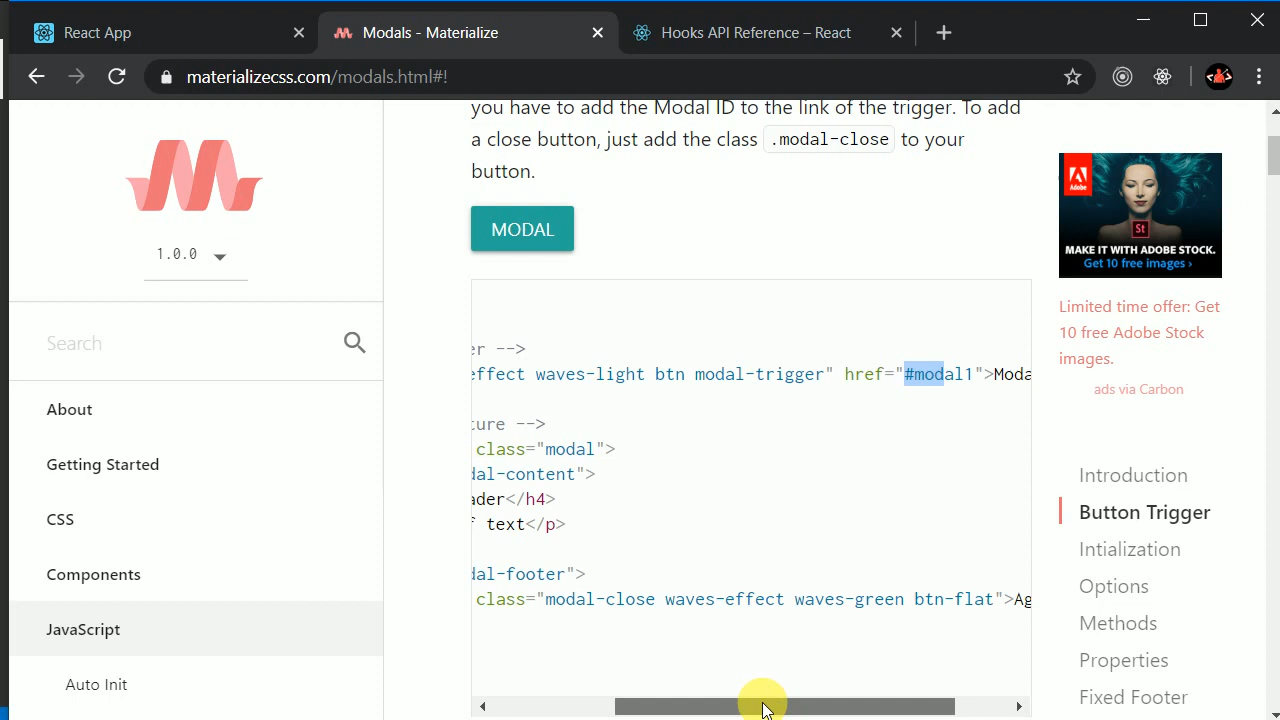 React App
Modals - Materialize
Hooks API Reference – React
materializecss.com/modals.html#!
1.0.0
Search
About
Getting Started
CSS
Components
JavaScript
Auto Init
you have to add the Modal ID to the link of the trigger. To add
a close button, just add the class .modal-close to your
button.
MODAL
er -->
effect waves-light btn modal-trigger" href="#modal1">Moda
ture -->
class="modal">
dal-content">
ader</h4>
f text</p>
dal-footer">
class="modal-close waves-effect waves-green btn-flat">Ag
Adobe
St
MAKE IT WITH ADOBE STOCK.
Get 10 free images ›
Limited time offer: Get
10 free Adobe Stock
images.
ads via Carbon
Introduction
Button Trigger
Intialization
Options
Methods
Properties
Fixed Footer